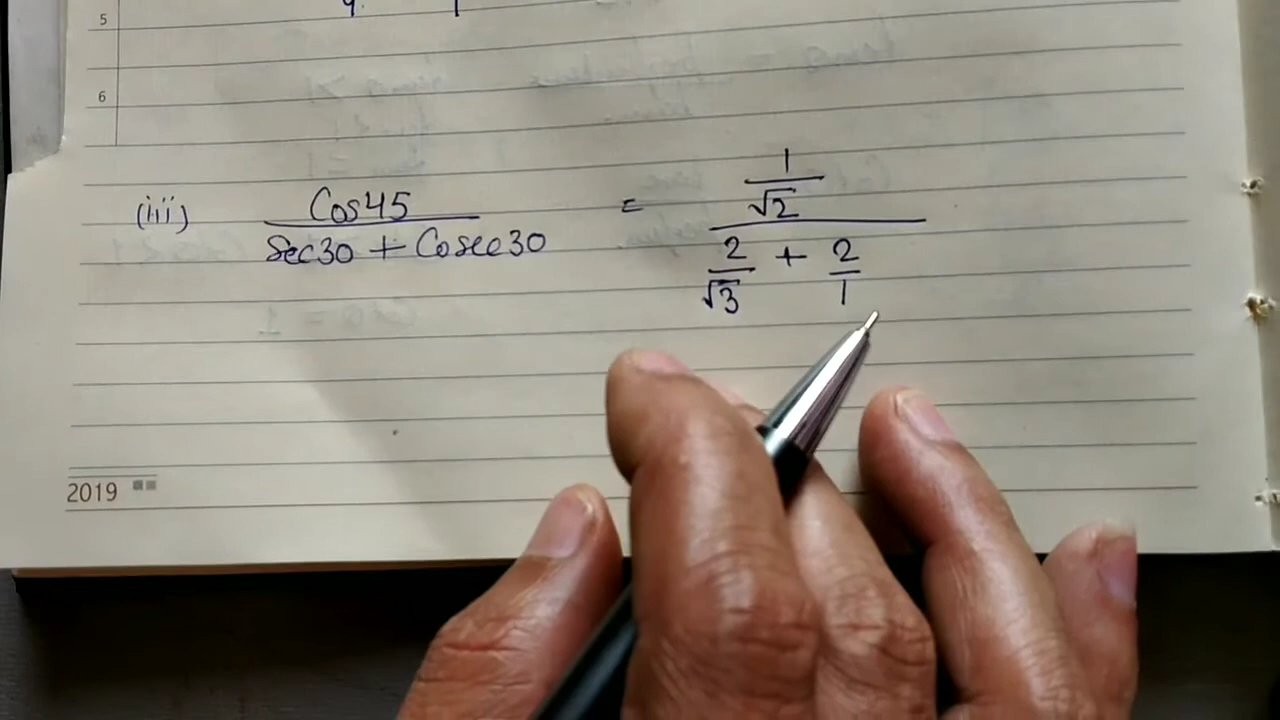 5
6
(iii) Cos45 / Sec30 + Cosec30 = 1/√2 / 2/√3 + 2/1
2019